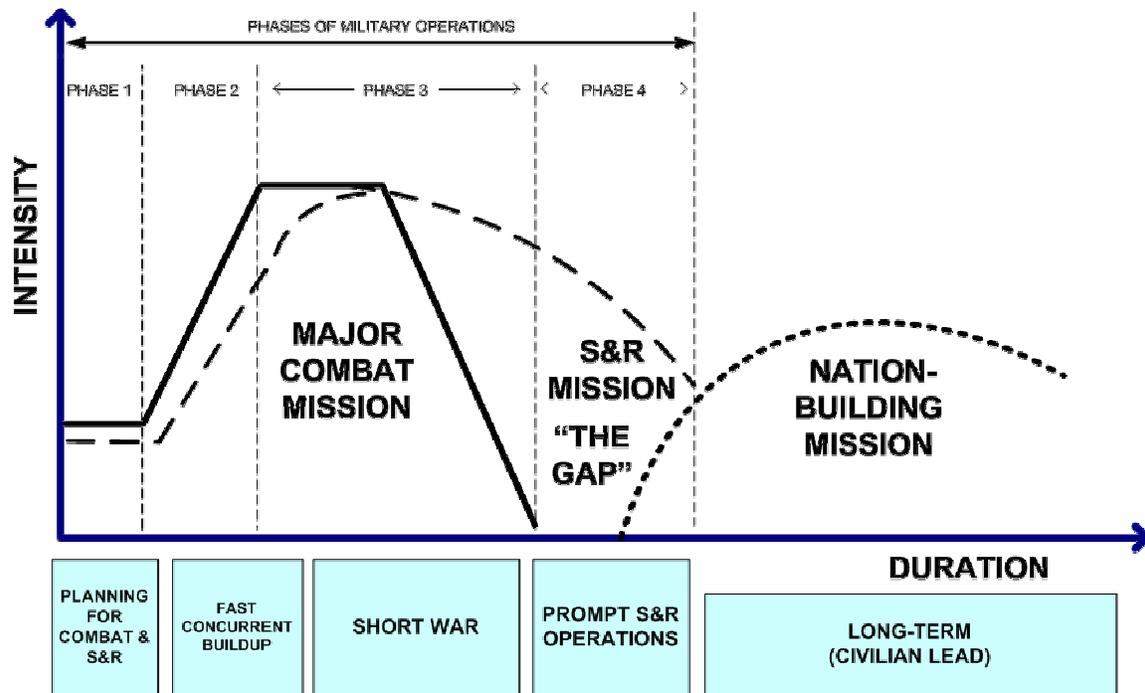 PHASES OF MILITARY OPERATIONS
PHASE 1
PHASE 2
PHASE 3
PHASE 4
INTENSITY
MAJOR
COMBAT
MISSION
S&R
MISSION
“THE
GAP”
NATION-
BUILDING
MISSION
DURATION
PLANNING
FOR
COMBAT &
S&R
FAST
CONCURRENT
BUILDUP
SHORT WAR
PROMPT S&R
OPERATIONS
LONG-TERM
(CIVILIAN LEAD)